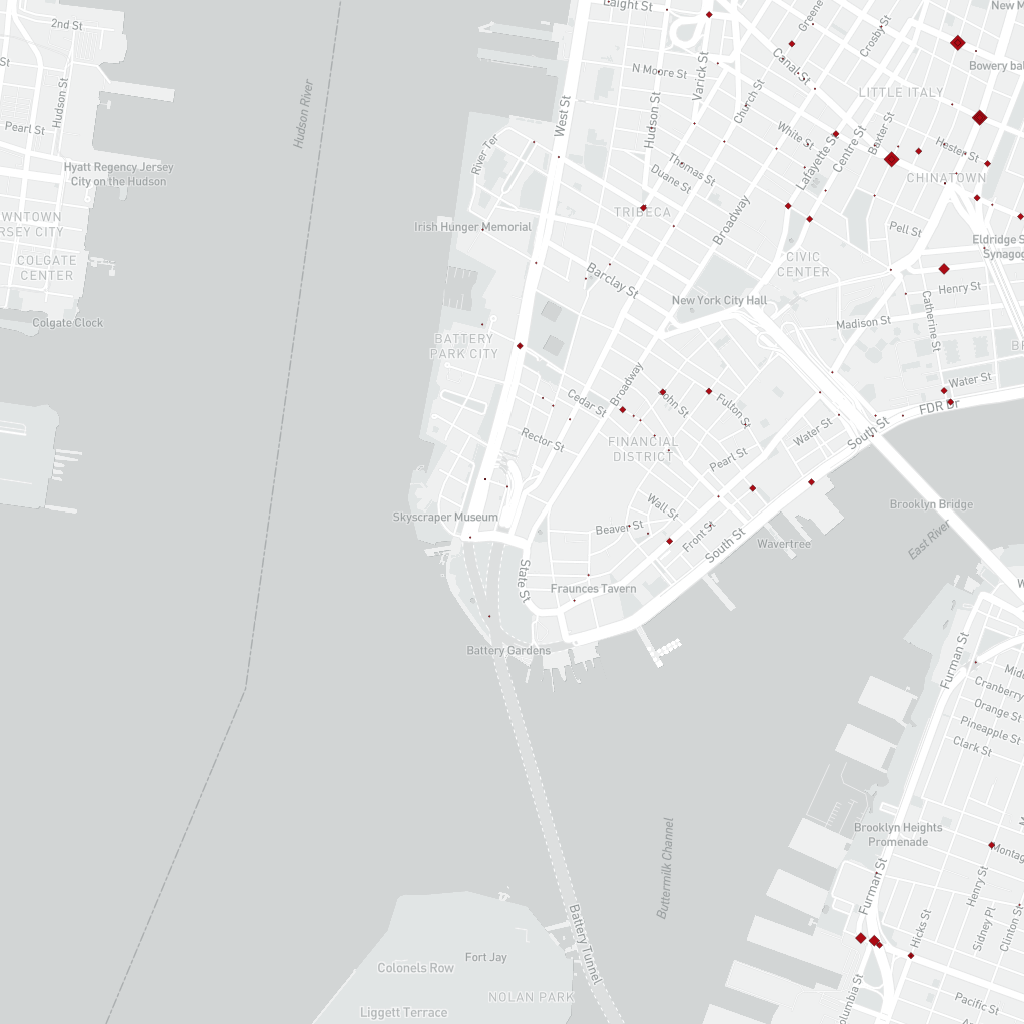 Laight St
Greene
New M
2nd St
Crosby St
Bowery bal
Canal St
N Moore St
Varick St
Hudson River
Hudson St
West St
Hudson St
Church St
LITTLE ITALY
Pearl St
White St
Baxter St
Centre St
Lafayette St
Hester St
River Ter
Thomas St
Duane St
Hyatt Regency Jersey
City on the Hudson
CHINATOWN
TRIBECA
Broadway
OWNTOWN
RSEY CITY
Irish Hunger Memorial
Pell St
Eldridge S
Synagog
COLGATE
CENTER
CIVIC
CENTER
Barclay St
Henry St
New York City Hall
Catherine St
Colgate Clock
Madison St
BATTERY
PARK CITY
BR
Broadway
Water St
Cedar St
John St
Fulton St
FDR Dr
Rector St
FINANCIAL
DISTRICT
Pearl St
Water St
South St
Wall St
Brooklyn Bridge
Skyscraper Museum
Beaver St
Front St
South St
Wavertree
East River
State St
Fraunces Tavern
Battery Gardens
Furman St
Midd
Cranberry
Orange St
Pineapple St
Clark St
Buttermilk Channel
Brooklyn Heights
Promenade
Montag
Furman St
Henry St
Sidney Pl
Clinton St
Hicks St
Battery Tunnel
Fort Jay
Colonels Row
NOLAN PARK
Liggett Terrace
olumbia St
Pacific St